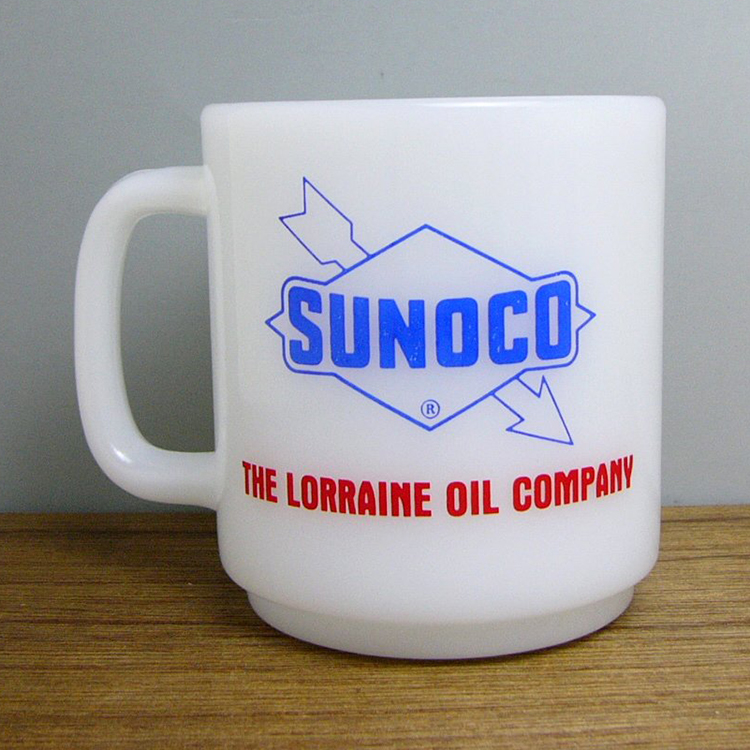 SUNOCO
®
THE LORRAINE OIL COMPANY